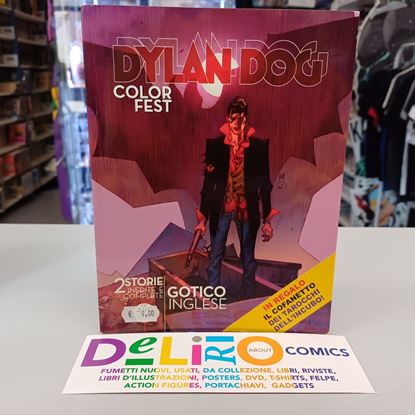 DYLAN DOG
COLOR
FEST
2 STORIE
INEDITE E
COMPLETE
€ 4,00
GOTICO
INGLESE
IN REGALO
IL COFANETTO
DEI TAROCCHI
DELL'INCUBO!
DeLiRiO ABOUT COMICS
FUMETTI NUOVI, USATI, DA COLLEZIONE, LIBRI, RIVISTE,
LIBRI D'ILLUSTRAZIONI, POSTERS, DVD, T-SHIRTS, FELPE,
ACTION FIGURES, PORTACHIAVI, GADGETS